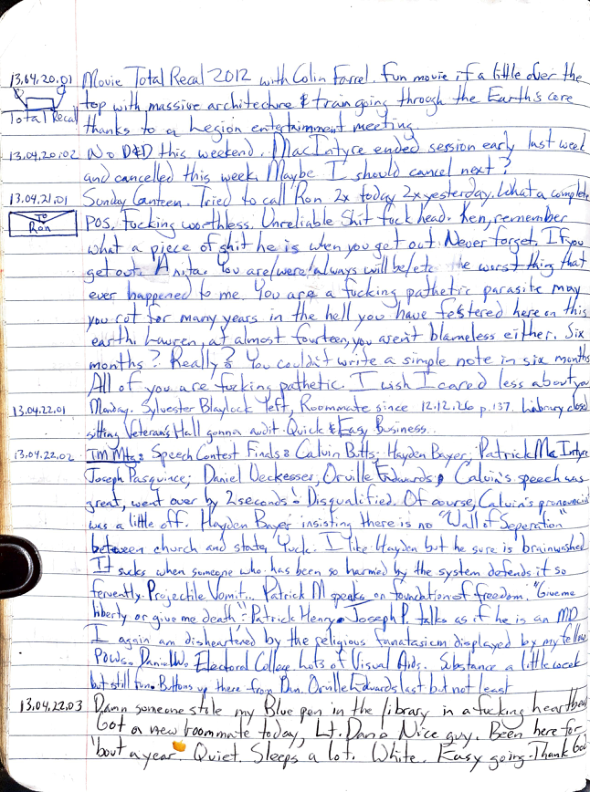 13.04.20.01 Movie Total Recal 2012 with Colin Farrel. Fun movie if a little over the
top with massive architecture & train going through the Earth's core
Total Recal
thanks to a Legion entertainment meeting
13.04.20.02 No D&D this weekend. MacIntyre ended session early last week
and cancelled this week. Maybe I should cancel next?
13.04.21.01 Sunday Canteen. Tried to call Ron 2x today 2x yesterday. What a complete
To Ron
POS. Fucking worthless. Unreliable Shit fuck head. Ken, remember
what a piece of shit he is when you get out. Never forget. If you
get out. Anita. You are/were/always will be/etc the worst thing that
ever happened to me. You are a fucking pathetic parasite may
you rot for many years in the hell you have festered here on this
earth. Lauren, at almost fourteen, you aren't blameless either. Six
months? Really? You couldn't write a simple note in six months
All of you are fucking pathetic. I wish I cared less about you
13.04.22.01 Monday. Sylvester Blaylock left, Roommate since 12.12.26 p.137. Library closed
sitting Veterans Hall gonna audit Quick & Easy Business.
13.04.22.02 TM Mtg: Speech Contest Finals: Calvin Butts, Hayden Bayer, Patrick McIntyre
Joseph Pasquince, Daniel Ueckesser, Orville Edwards, Calvin's speech was
great, went over by 2 seconds - Disqualified. Of course, Calvin's
was a little off. Hayden Bayer insisting there is no "Wall of Seperation"
between church and state, Yuck. I like Hayden but he sure is brainwashed
It sucks when someone who has been so harmed by the system defends it so
fervently. Projectile Vomit... Patrick M speaks on foundation of freedom. "Give me
liberty or give me death" - Patrick Henry. Joseph P. talks as if he is an MD
I again am disheartened by the religious fanatasicm displayed by my fellow
POWs. Daniel W. Electoral College Lots of Visual Aids. Substance a little
but still fun. Buttons up there from Dan. Orville Edwards last but not least
13.04.22.03 Damn someone stole my Blue pen in the library in a fucking heartbeat
Got a new roommate today, Lt. Dan. Nice guy. Been here for
'bout a year. Quiet. Sleeps a lot. White. Easy going. Thank God